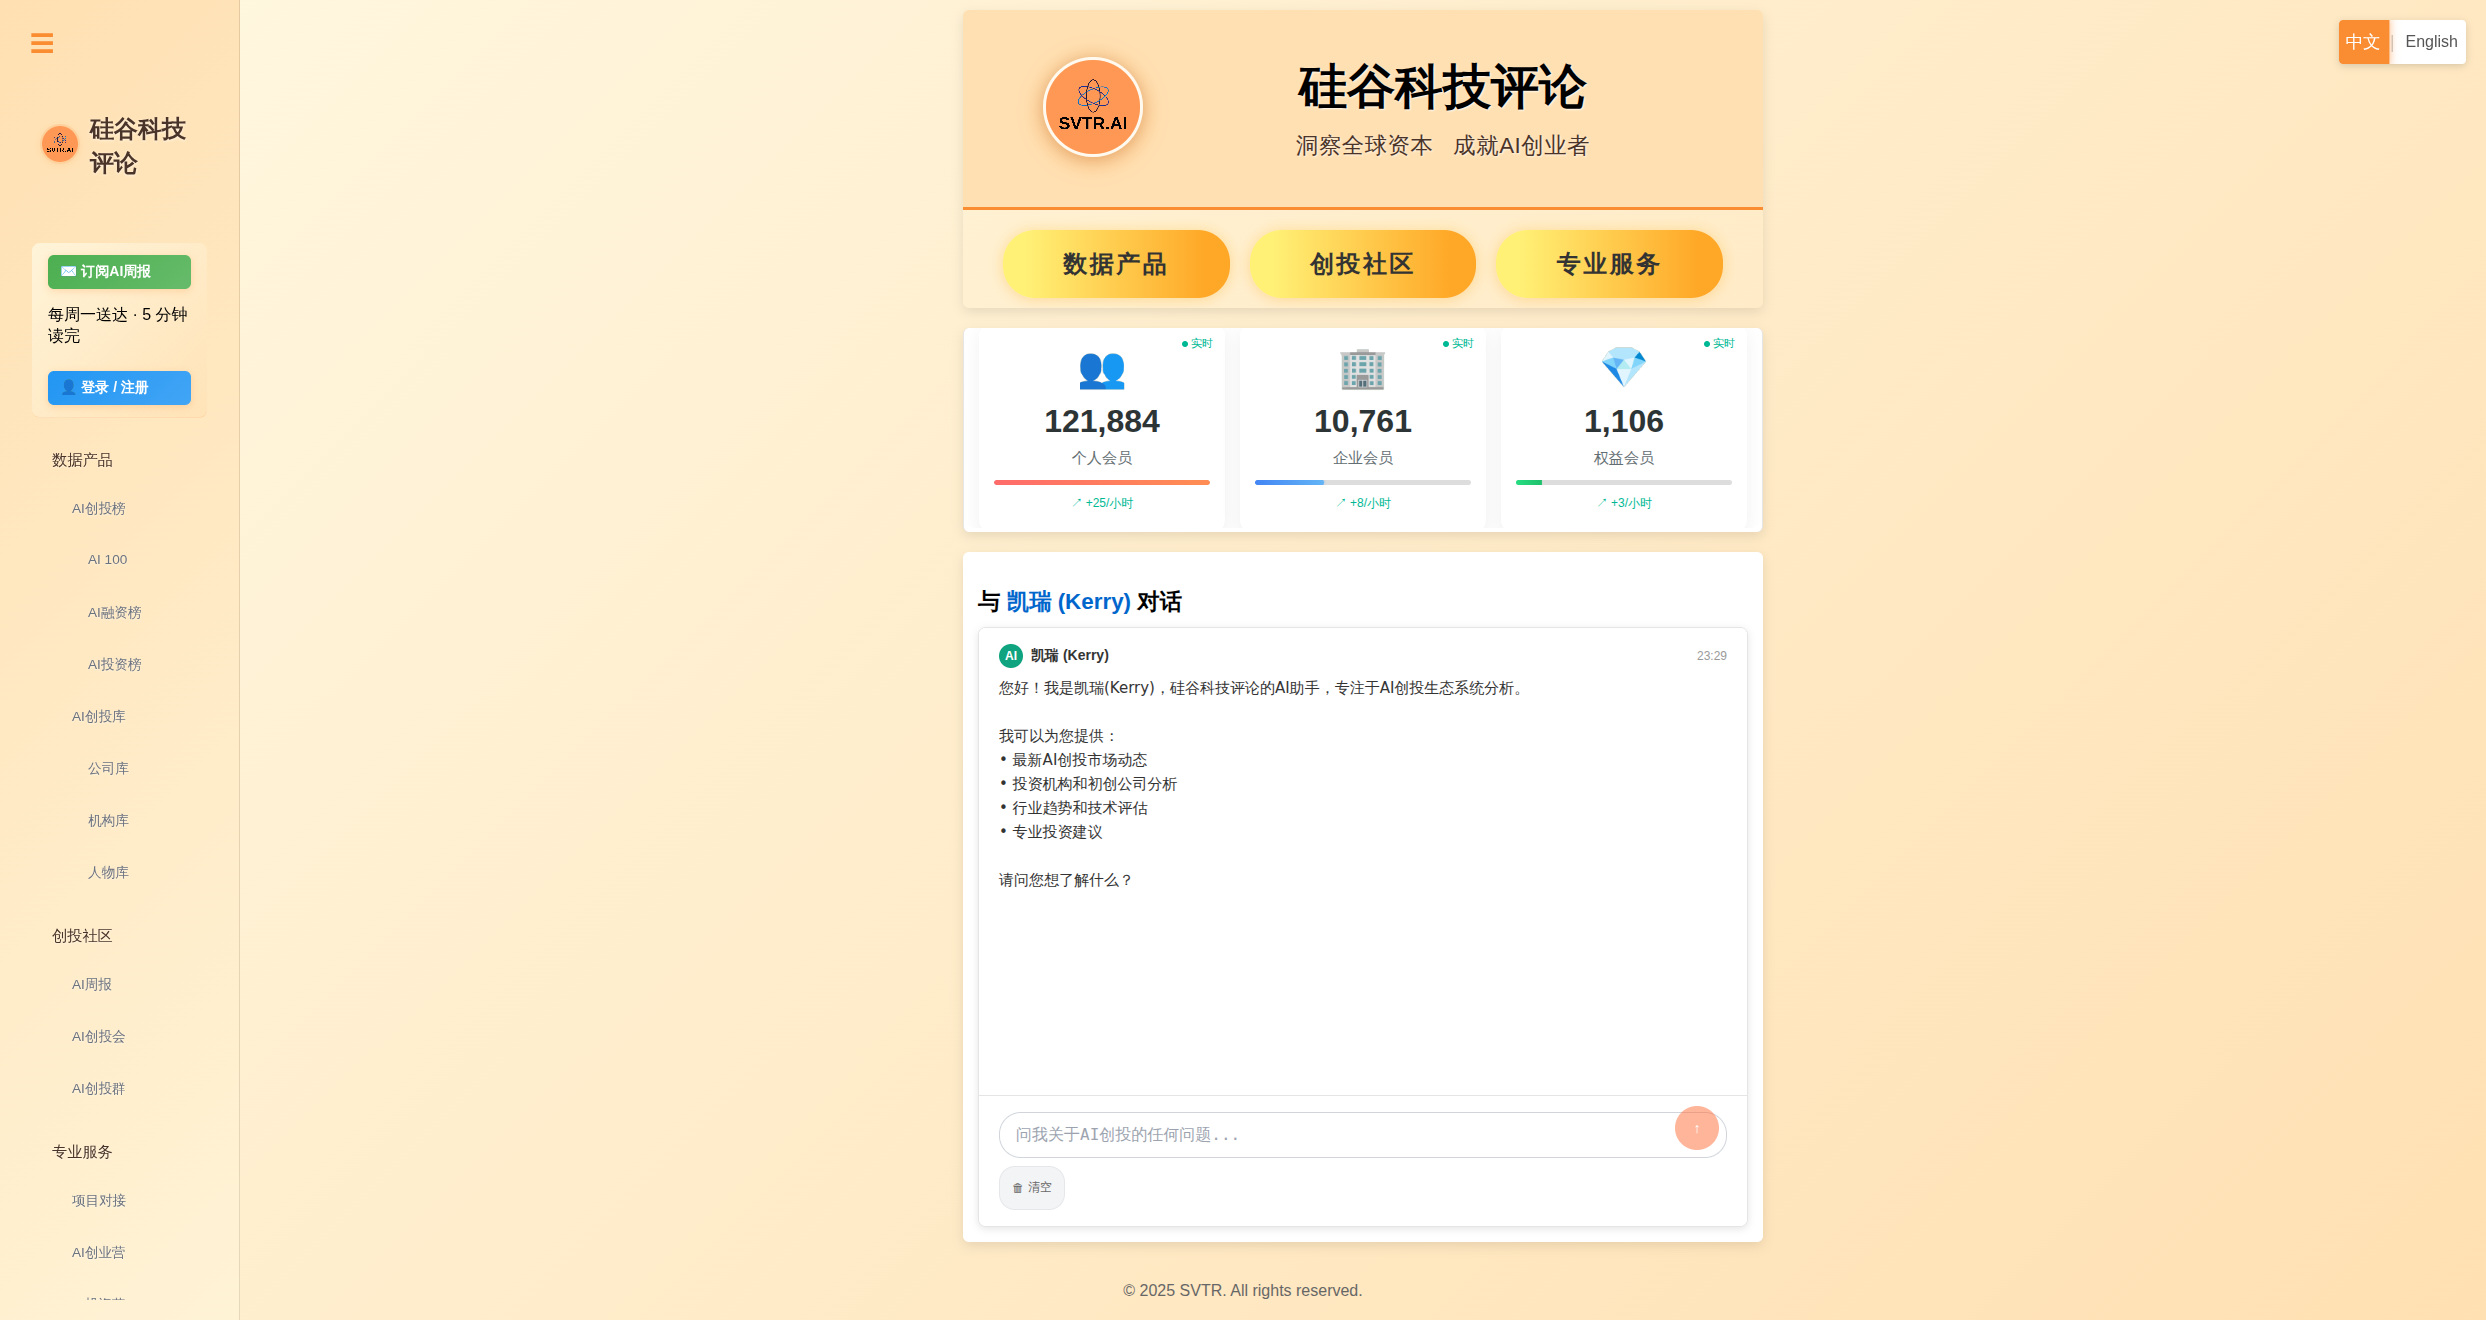 ☰
SVTR.AI
硅谷科技
评论
✉️ 订阅AI周报
每周一送达 · 5 分钟
读完
👤 登录 / 注册
数据产品
AI创投榜
AI 100
AI融资榜
AI投资榜
AI创投库
公司库
机构库
人物库
创投社区
AI周报
AI创投会
AI创投群
专业服务
项目对接
AI创业营
SVTR.AI
硅谷科技评论
洞察全球资本 成就AI创业者
中文 | English
数据产品 创投社区 专业服务
● 实时
121,884
个人会员
↗ +25/小时
● 实时
10,761
企业会员
↗ +8/小时
● 实时
1,106
权益会员
↗ +3/小时
与 凯瑞 (Kerry) 对话
AI 凯瑞 (Kerry) 23:29
您好！我是凯瑞(Kerry)，硅谷科技评论的AI助手，专注于AI创投生态系统分析。
我可以为您提供：
• 最新AI创投市场动态
• 投资机构和初创公司分析
• 行业趋势和技术评估
• 专业投资建议
请问您想了解什么？
问我关于AI创投的任何问题...
↑
🗑 清空
© 2025 SVTR. All rights reserved.